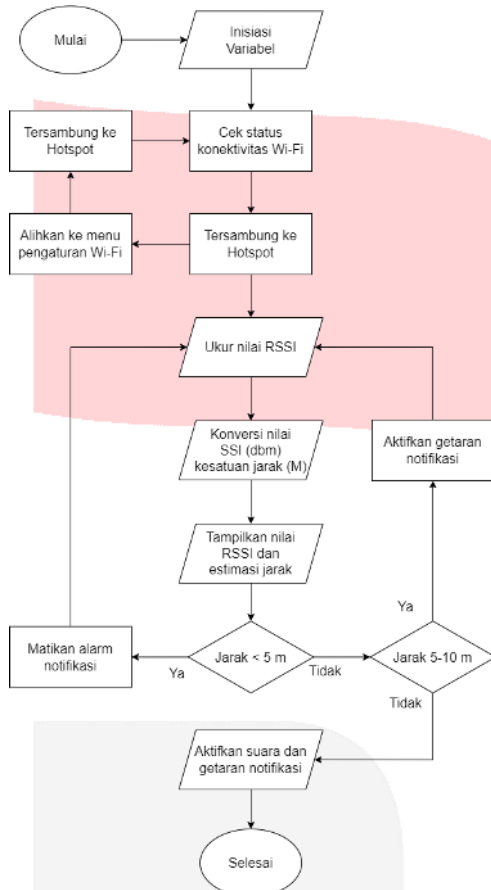 Mulai
Inisiasi
Variabel
Tersambung ke
Hotspot
Cek status
konektivitas Wi-Fi
Alihkan ke menu
pengaturan Wi-Fi
Tersambung ke
Hotspot
Ukur nilai RSSI
Konversi nilai
SSI (dbm)
kesatuan jarak (M)
Aktifkan getaran
notifikasi
Tampilkan nilai
RSSI dan
estimasi jarak
Ya
Matikan alarm
notifikasi
Ya
Jarak < 5 m
Tidak
Jarak 5-10 m
Tidak
Aktifkan suara dan
getaran notifikasi
Selesai